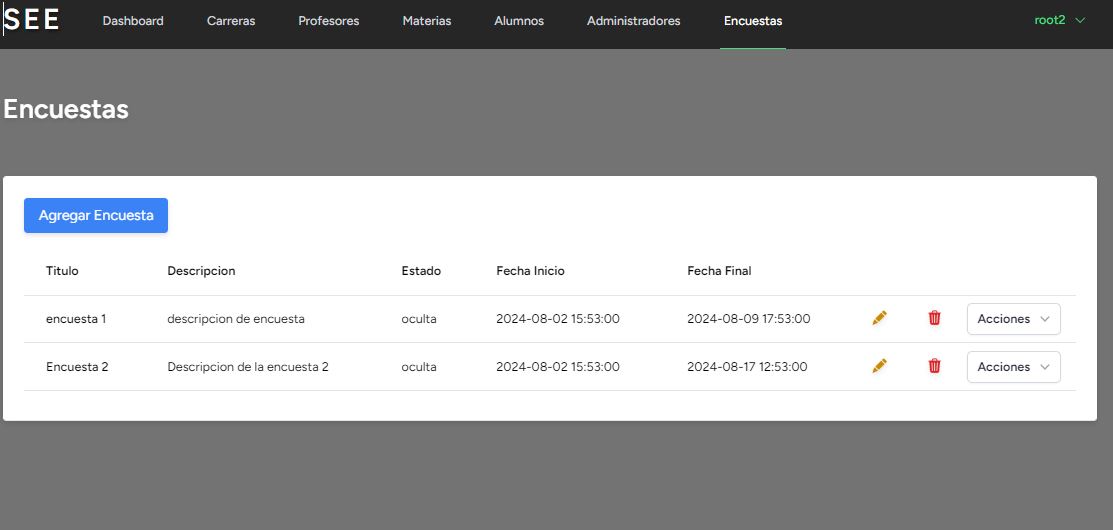 SEE Dashboard Carreras Profesores Materias Alumnos Administradores Encuestas root2
Encuestas
Agregar Encuesta
Titulo Descripcion Estado Fecha Inicio Fecha Final
encuesta 1 descripcion de encuesta oculta 2024-08-02 15:53:00 2024-08-09 17:53:00 Acciones
Encuesta 2 Descripcion de la encuesta 2 oculta 2024-08-02 15:53:00 2024-08-17 12:53:00 Acciones